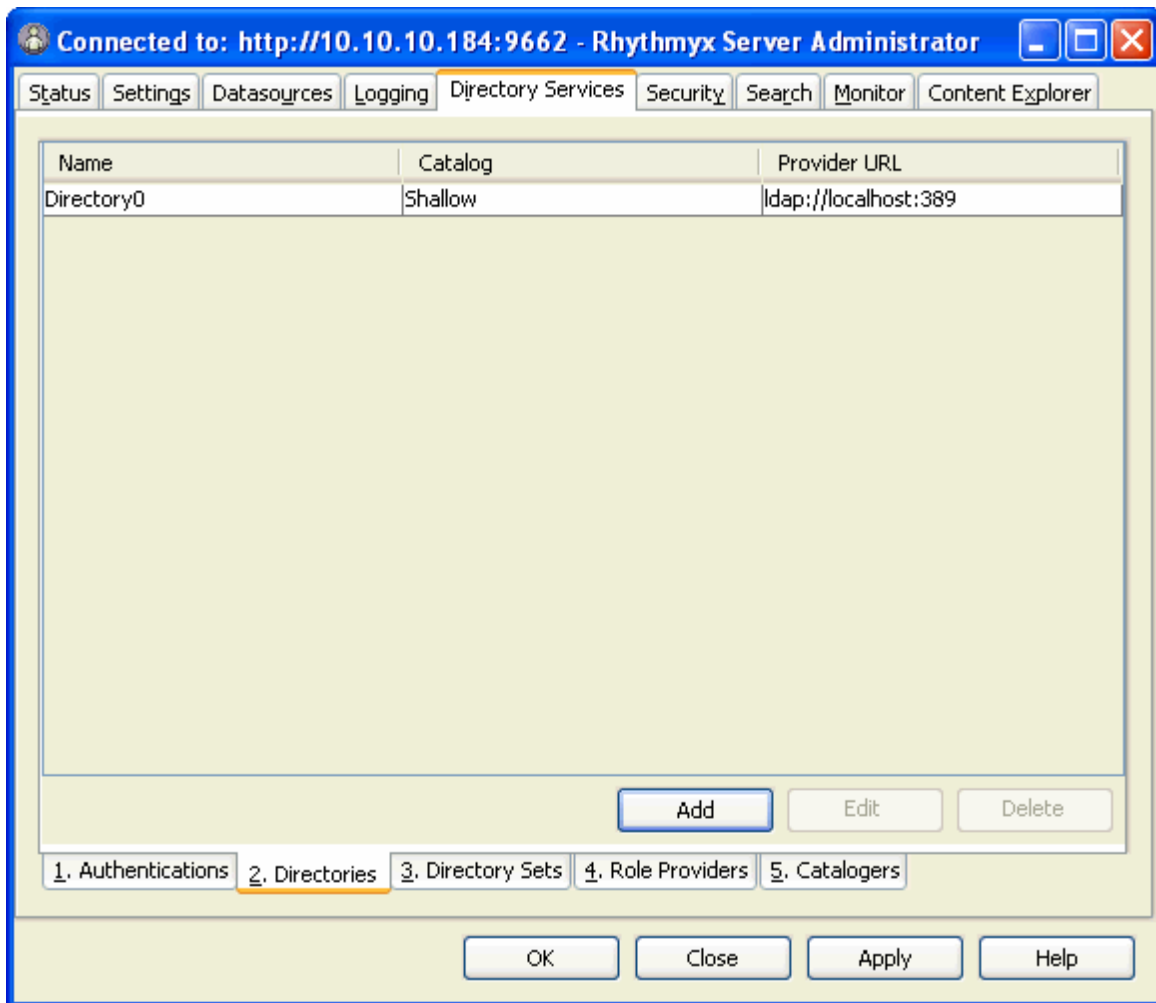 Connected to: http://10.10.10.184:9662 - Rhythmyx Server Administrator
Status Settings Datasources Logging Directory Services Security Search Monitor Content Explorer
Name Catalog Provider URL
Directory0 Shallow ldap://localhost:389
Add Edit Delete
1. Authentications 2. Directories 3. Directory Sets 4. Role Providers 5. Catalogers
OK Close Apply Help